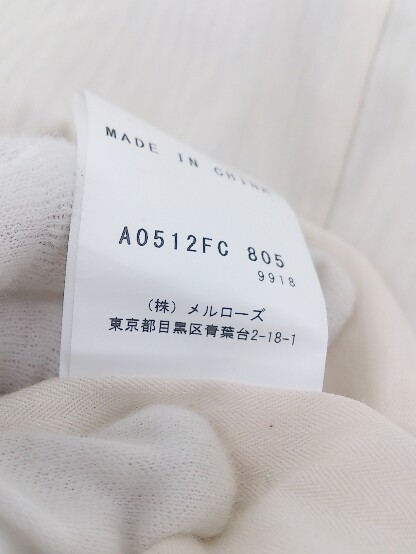 MADE IN CHINA
A0512FC 805
9918
(株) メルローズ
東京都目黒区青葉台2-18-1